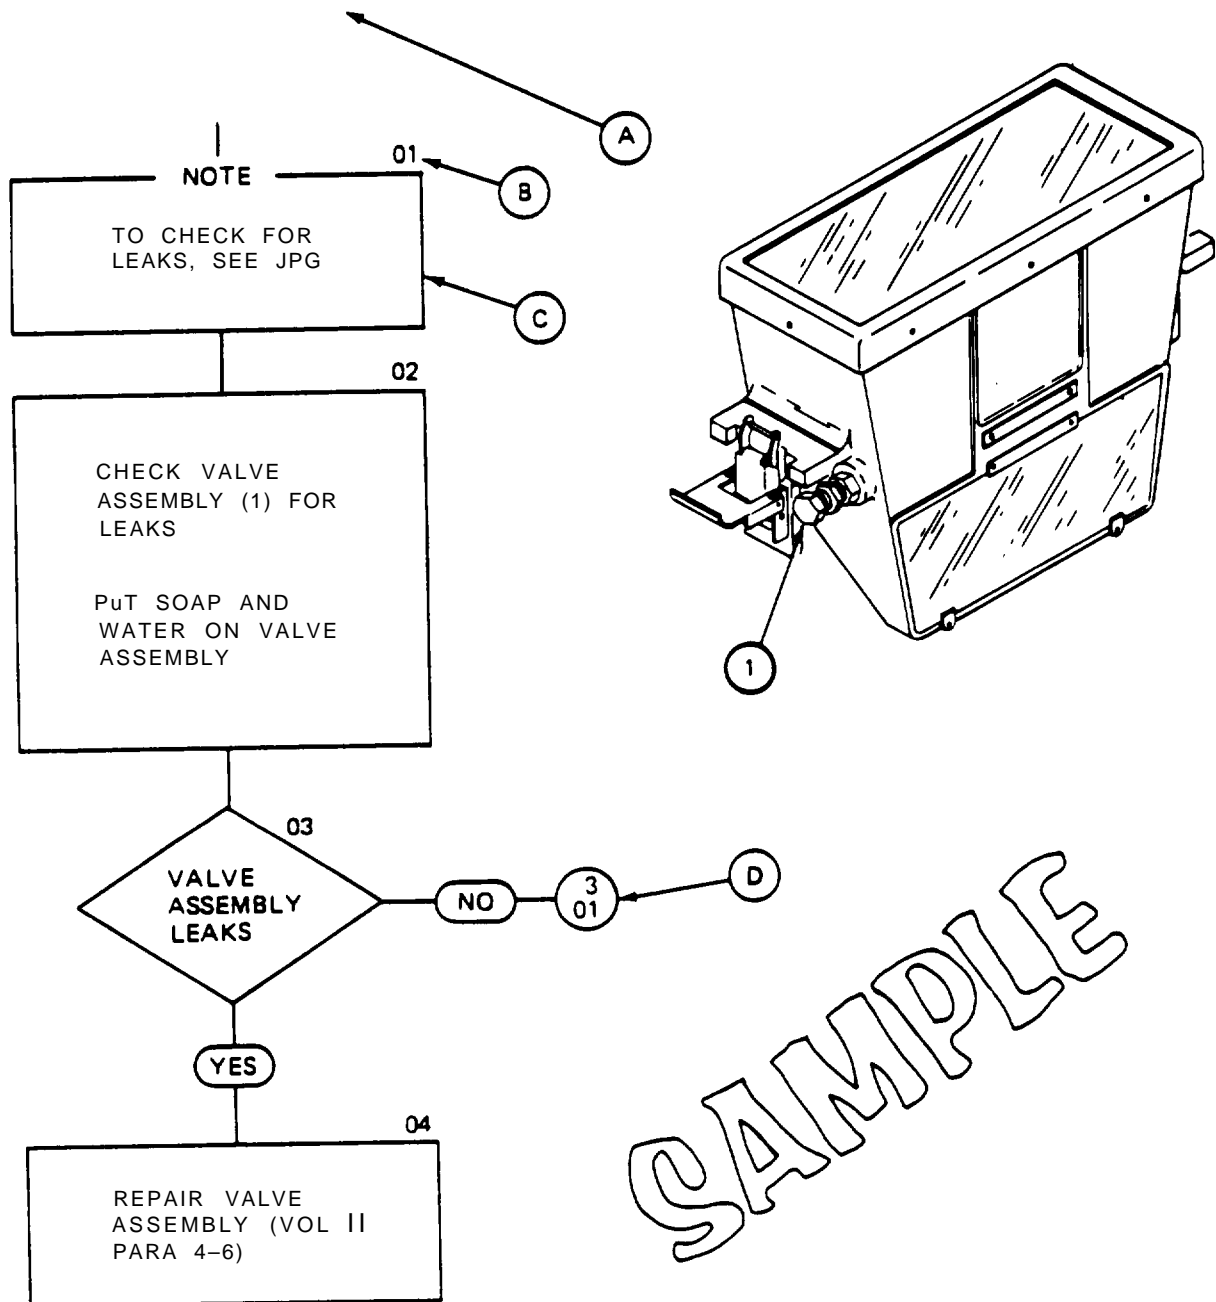 A
01
B
NOTE
TO CHECK FOR
LEAKS, SEE JPG
C
02
CHECK VALVE
ASSEMBLY (1) FOR
LEAKS
PuT SOAP AND
WATER ON VALVE
ASSEMBLY
1
03
VALVE
ASSEMBLY
LEAKS
NO
3
01
D
YES
04
REPAIR VALVE
ASSEMBLY (VOL II
PARA 4–6)
SAMPLE